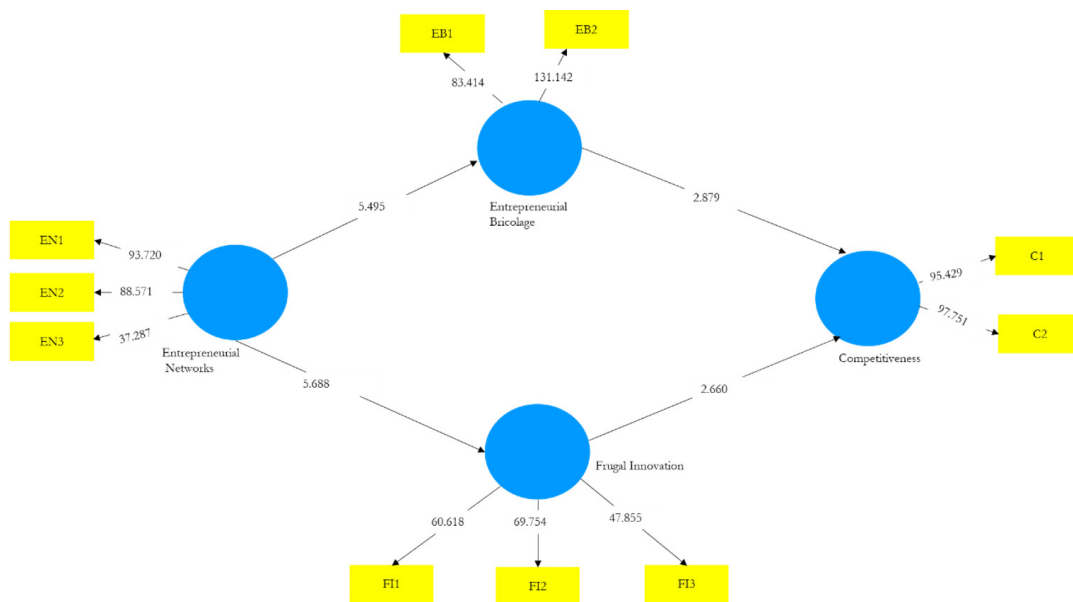 EB1
EB2
83.414
131.142
Entrepreneurial
Bricolage
5.495
2.879
EN1
EN2
EN3
93.720
88.571
37.287
Entrepreneurial
Networks
C1
C2
95.429
97.751
Competitiveness
5.688
2.660
Frugal Innovation
60.618
69.754
47.855
FI1
FI2
FI3